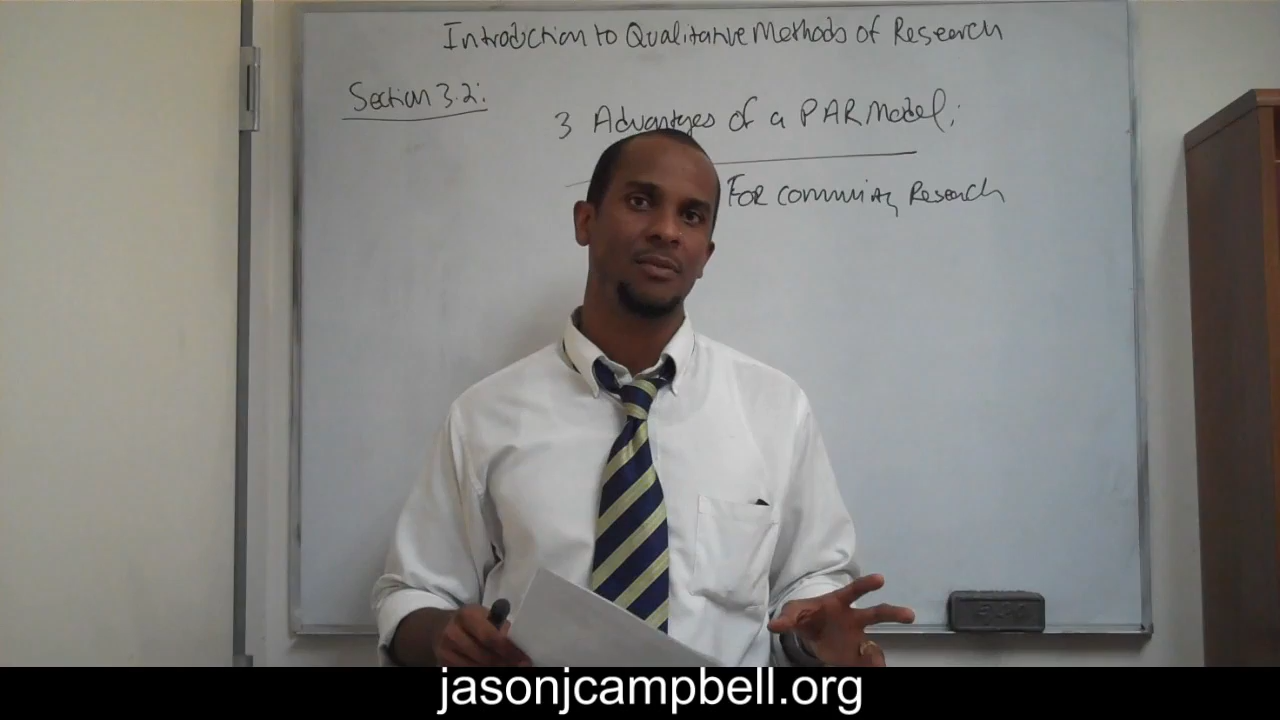 Introduction to Qualitative Methods of Research
Section 3.2:
3 Advantages of a PAR Model:
For community Research
jasonjcampbell.org